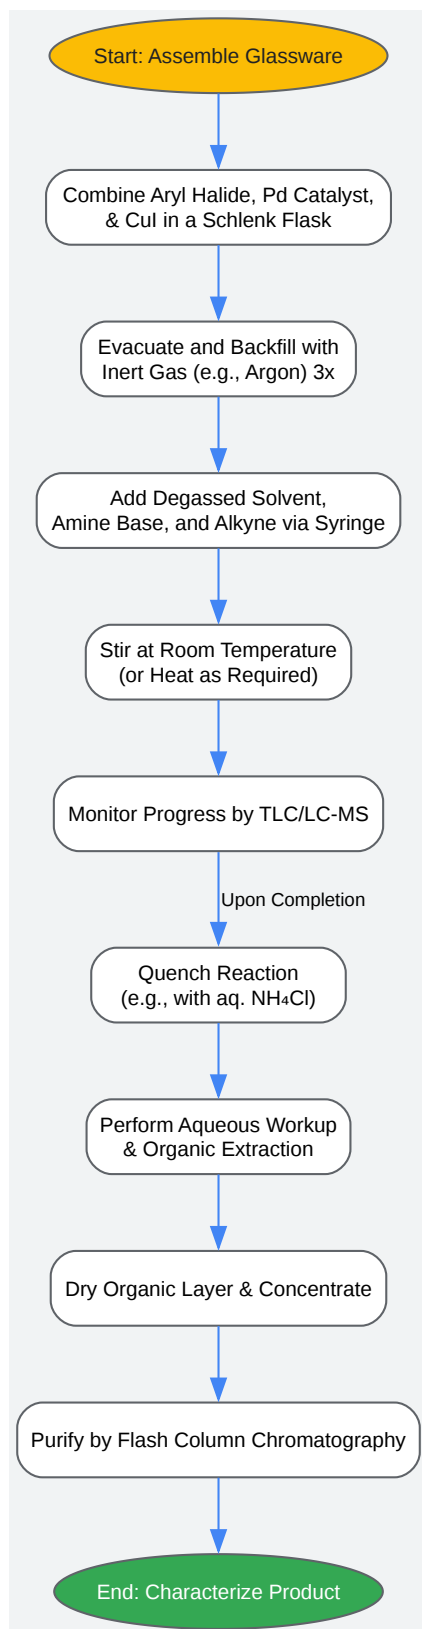 Start: Assemble Glassware
Combine Aryl Halide, Pd Catalyst,
& CuI in a Schlenk Flask
Evacuate and Backfill with
Inert Gas (e.g., Argon) 3x
Add Degassed Solvent,
Amine Base, and Alkyne via Syringe
Stir at Room Temperature
(or Heat as Required)
Monitor Progress by TLC/LC-MS
Upon Completion
Quench Reaction
(e.g., with aq. NH₄Cl)
Perform Aqueous Workup
& Organic Extraction
Dry Organic Layer & Concentrate
Purify by Flash Column Chromatography
End: Characterize Product